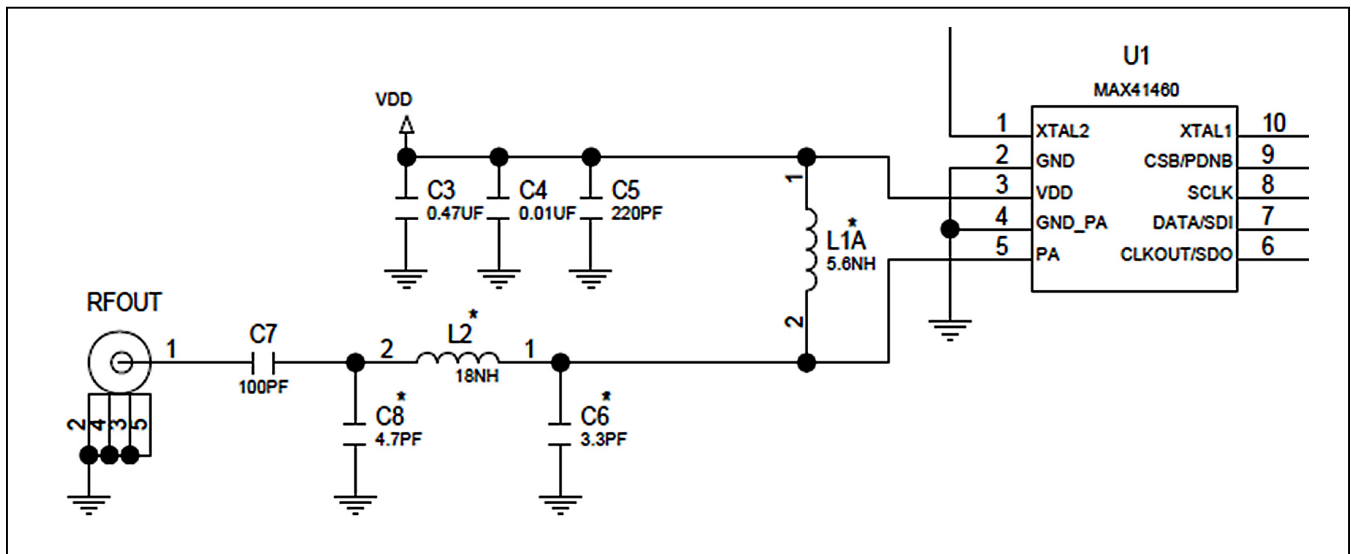 U1
MAX41460
1 XTAL2 XTAL1 10
2 GND CSB/PDNB 9
3 VDD SCLK 8
4 GND_PA DATA/SDI 7
5 PA CLKOUT/SDO 6
VDD
C3
0.47UF
C4
0.01UF
C5
220PF
1
L1A*
5.6NH
2
RFOUT
1
2 4 3 5
C7
100PF
2 L2* 1
18NH
C8*
4.7PF
C6*
3.3PF